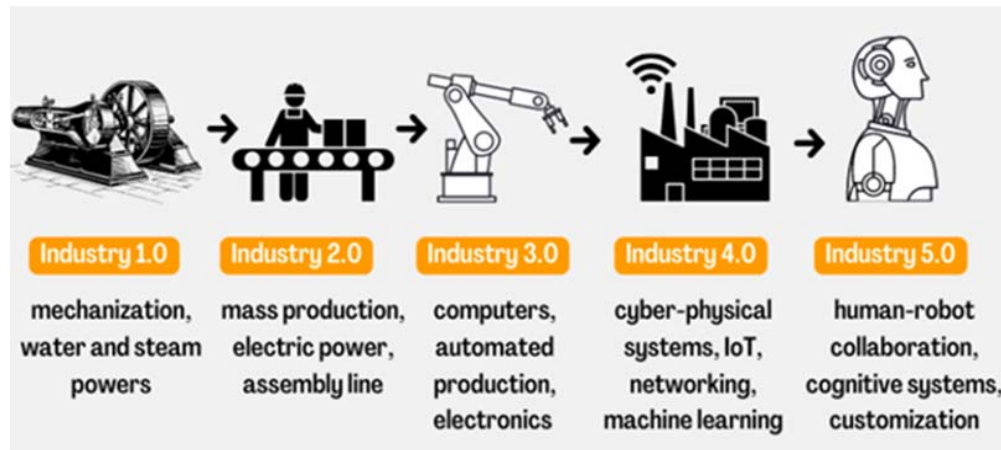 Industry 1.0
mechanization,
water and steam
powers
Industry 2.0
mass production,
electric power,
assembly line
Industry 3.0
computers,
automated
production,
electronics
Industry 4.0
cyber-physical
systems, IoT,
networking,
machine learning
Industry 5.0
human-robot
collaboration,
cognitive systems,
customization